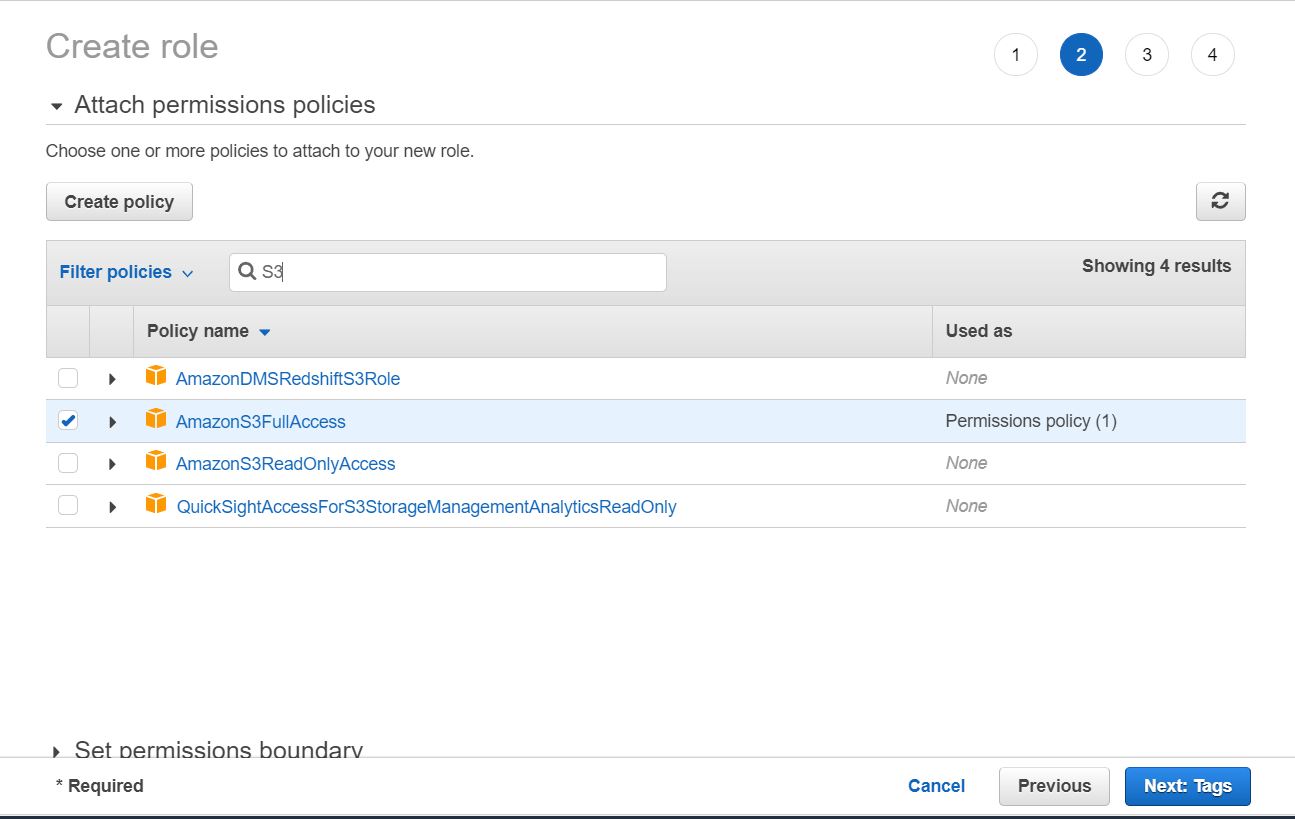 Create role
1 2 3 4
Attach permissions policies
Choose one or more policies to attach to your new role.
Create policy
Filter policies S3 Showing 4 results
Policy name Used as
AmazonDMSRedshiftS3Role None
AmazonS3FullAccess Permissions policy (1)
AmazonS3ReadOnlyAccess None
QuickSightAccessForS3StorageManagementAnalyticsReadOnly None
Set permissions boundary
* Required Cancel Previous Next: Tags